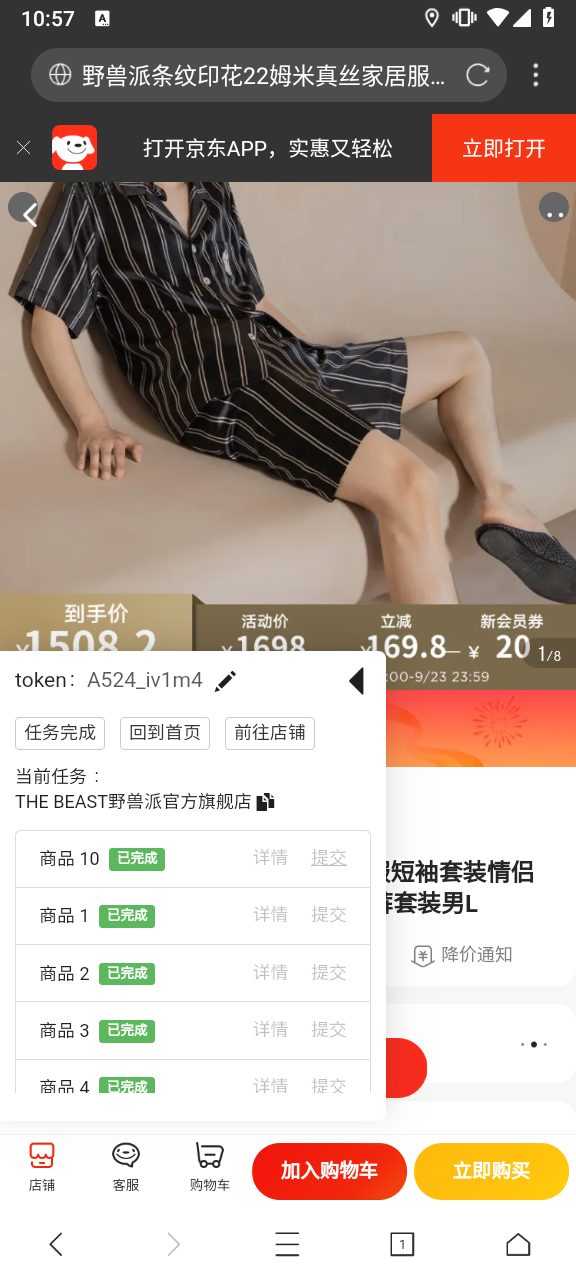 10:57
A
野兽派条纹印花22姆米真丝家居服...
打开京东APP，实惠又轻松
立即打开
到手价
活动价
立减
新会员券
¥1508.2
¥1698
¥169.8
¥ 20
1/8
:00-9/23 23:59
token： A524_iv1m4
任务完成
回到首页
前往店铺
当前任务：
THE BEAST野兽派官方旗舰店
商品 10 已完成 详情 提交
商品 1 已完成 详情 提交
商品 2 已完成 详情 提交
商品 3 已完成 详情 提交
商品 4 已完成 详情 提交
短袖套装情侣
套装男L
降价通知
店铺
客服
购物车
加入购物车
立即购买
1